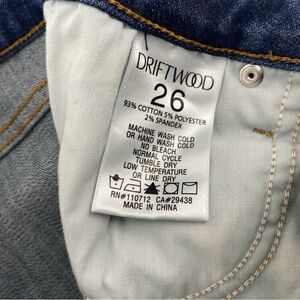 DRIFTWOOD
26
93% COTTON 5% POLYESTER
2% SPANDEX
MACHINE WASH COLD
OR HAND WASH COLD
NO BLEACH
NORMAL CYCLE
TUMBLE DRY
LOW TEMPERATURE
OR LINE DRY
RN#110712 CA#29438
MADE IN CHINA